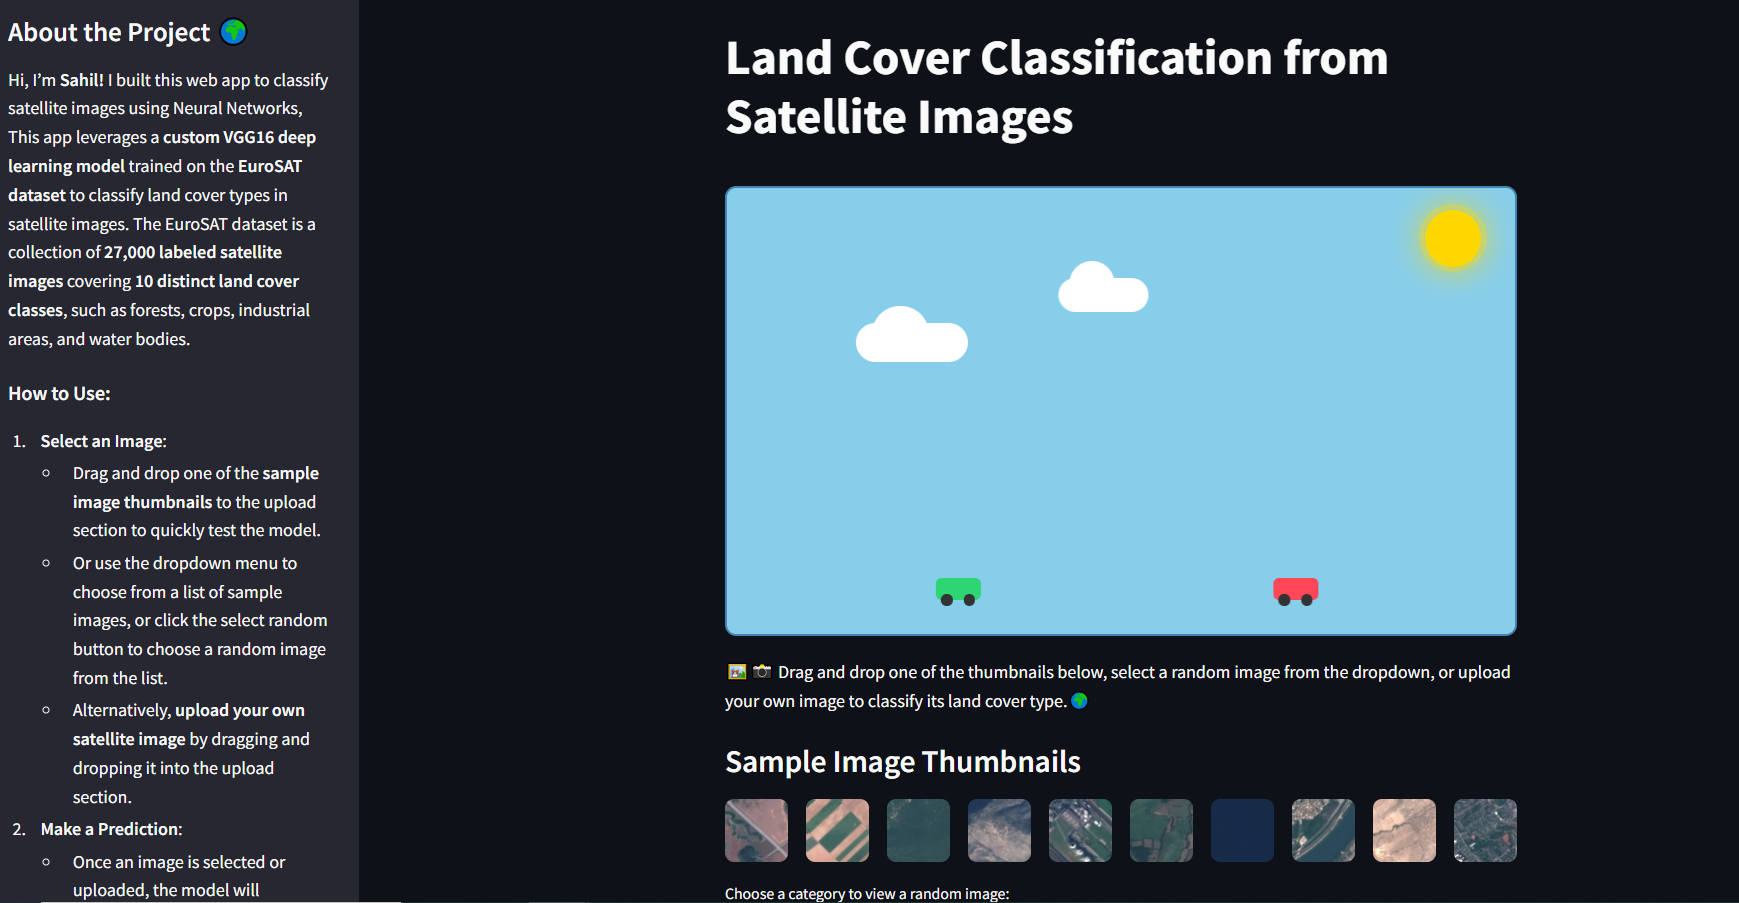 About the Project 🌍
Hi, I’m Sahil! I built this web app to classify
satellite images using Neural Networks,
This app leverages a custom VGG16 deep
learning model trained on the EuroSAT
dataset to classify land cover types in
satellite images. The EuroSAT dataset is a
collection of 27,000 labeled satellite
images covering 10 distinct land cover
classes, such as forests, crops, industrial
areas, and water bodies.
How to Use:
1. Select an Image:
Drag and drop one of the sample
image thumbnails to the upload
section to quickly test the model.
Or use the dropdown menu to
choose from a list of sample
images, or click the select random
button to choose a random image
from the list.
Alternatively, upload your own
satellite image by dragging and
dropping it into the upload
section.
2. Make a Prediction:
Once an image is selected or
uploaded, the model will
Land Cover Classification from
Satellite Images
🖼️ 📸 Drag and drop one of the thumbnails below, select a random image from the dropdown, or upload
your own image to classify its land cover type. 🌍
Sample Image Thumbnails
Choose a category to view a random image: